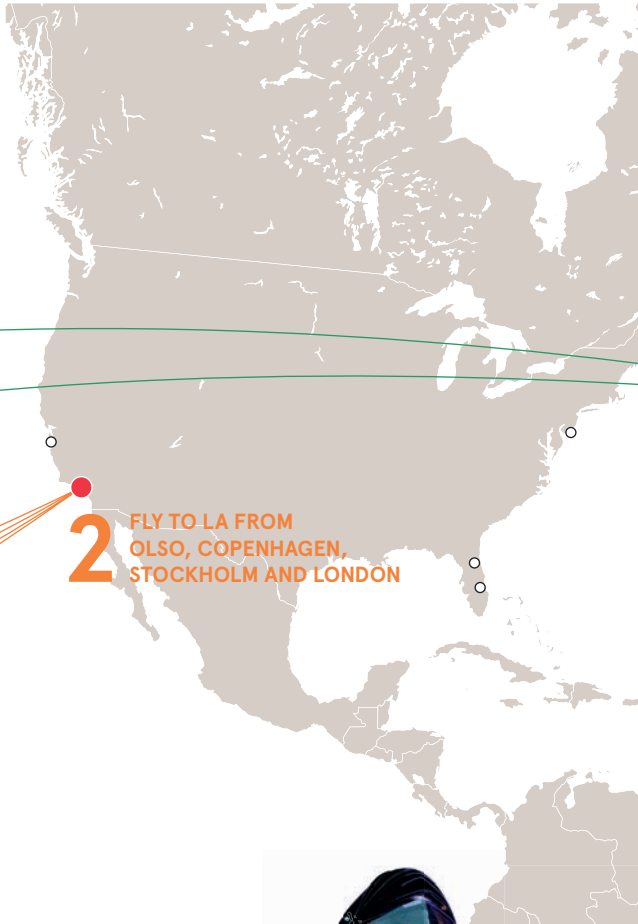 2
FLY TO LA FROM
OLSO, COPENHAGEN,
STOCKHOLM AND LONDON